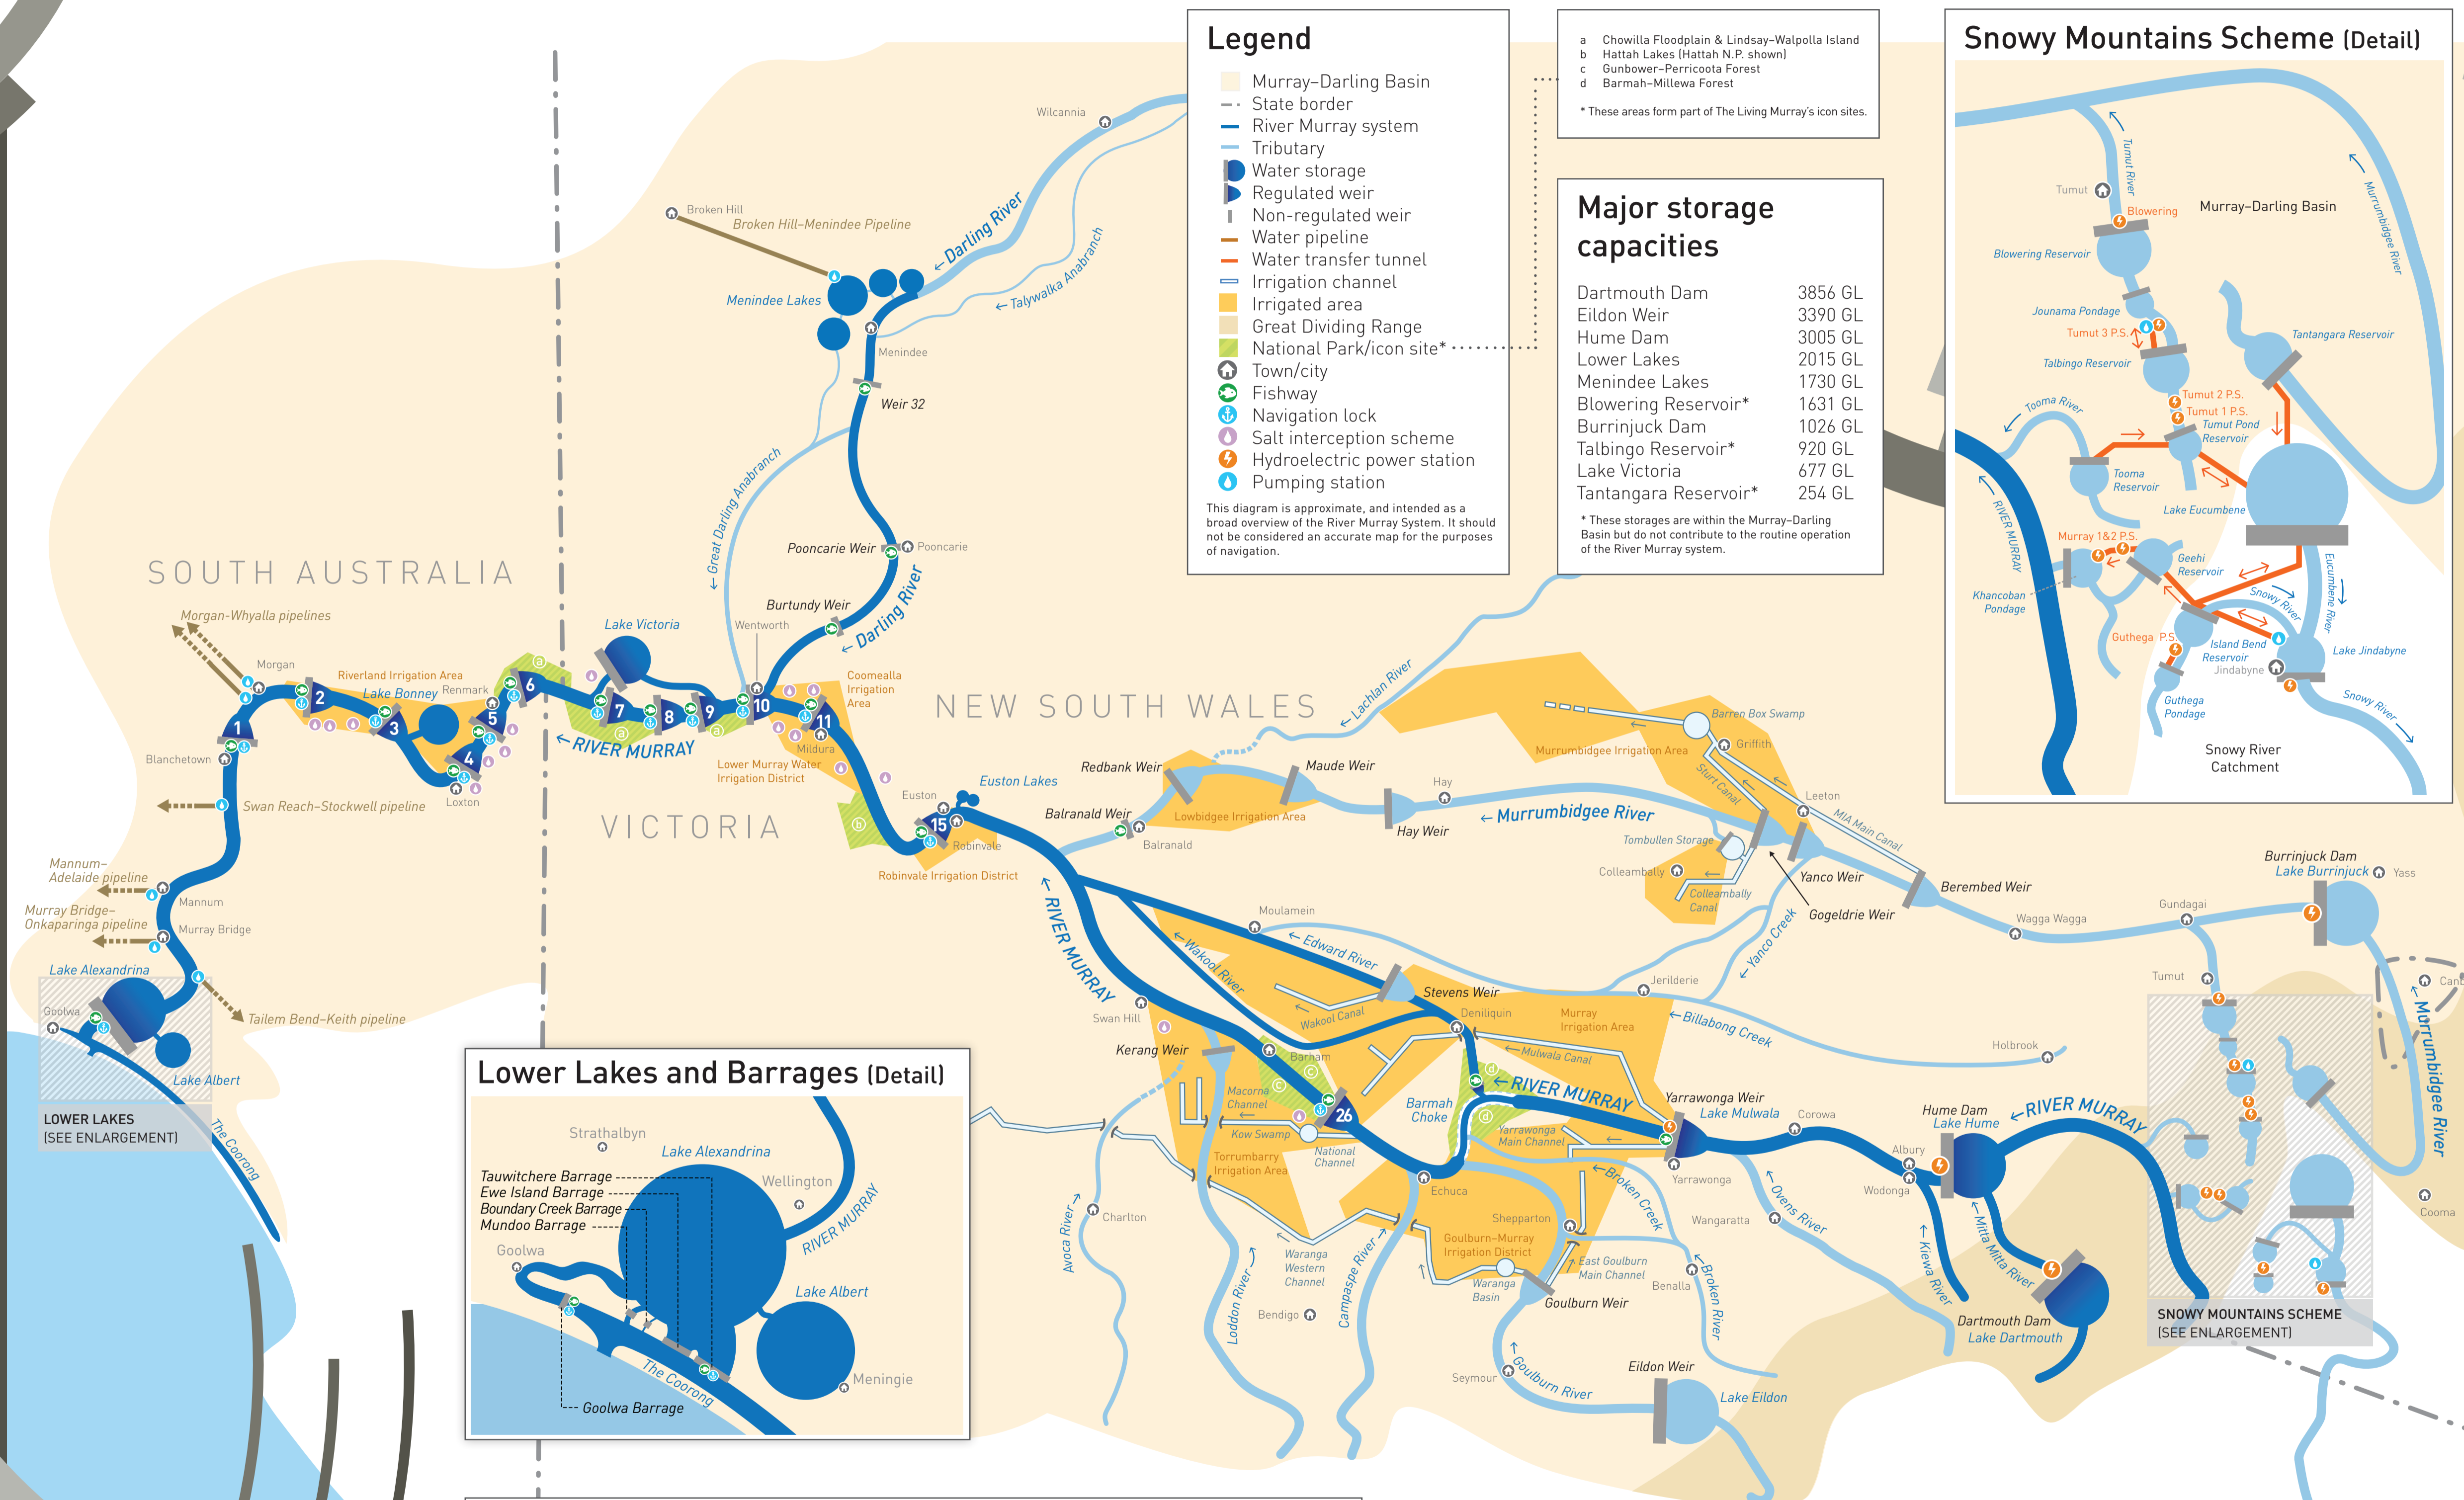 Legend
Murray–Darling Basin
State border
River Murray system
Tributary
Water storage
Regulated weir
Non-regulated weir
Water pipeline
Water transfer tunnel
Irrigation channel
Irrigated area
Great Dividing Range
National Park/icon site*
Town/city
Fishway
Navigation lock
Salt interception scheme
Hydroelectric power station
Pumping station
This diagram is approximate, and intended as a
broad overview of the River Murray System. It should
not be considered an accurate map for the purposes
of navigation.
a Chowilla Floodplain & Lindsay–Walpolla Island
b Hattah Lakes (Hattah N.P. shown)
c Gunbower–Perricoota Forest
d Barmah–Millewa Forest
* These areas form part of The Living Murray's icon sites.
Major storage
capacities
Dartmouth Dam 3856 GL
Eildon Weir 3390 GL
Hume Dam 3005 GL
Lower Lakes 2015 GL
Menindee Lakes 1730 GL
Blowering Reservoir* 1631 GL
Burrinjuck Dam 1026 GL
Talbingo Reservoir* 920 GL
Lake Victoria 677 GL
Tantangara Reservoir* 254 GL
* These storages are within the Murray–Darling
Basin but do not contribute to the routine operation
of the River Murray system.
Snowy Mountains Scheme (Detail)
Tumut River
Murrumbidgee River
Tumut
Blowering
Murray–Darling Basin
Blowering Reservoir
Jounama Pondage
Tumut 3 P.S.
Tantangara Reservoir
Talbingo Reservoir
Tumut 2 P.S.
Tumut 1 P.S.
Tumut Pond
Reservoir
Tooma River
Tooma
Reservoir
Lake Eucumbene
RIVER MURRAY
Murray 1&2 P.S.
Geehi
Reservoir
Eucumbene River
Khancoban
Pondage
Snowy River
Guthega P.S.
Island Bend
Reservoir
Lake Jindabyne
Jindabyne
Guthega
Pondage
Snowy River
Snowy River
Catchment
Wilcannia
Broken Hill
Broken Hill–Menindee Pipeline
Darling River
Talywalka Anabranch
Menindee Lakes
Menindee
Weir 32
Great Darling Anabranch
Pooncarie Weir
Pooncarie
Burtundy Weir
Darling River
Wentworth
SOUTH AUSTRALIA
NEW SOUTH WALES
VICTORIA
Morgan-Whyalla pipelines
Morgan
Riverland Irrigation Area
Lake Bonney
Renmark
Lake Victoria
Coomealla
Irrigation
Area
1
2
3
4
5
6
7
8
9
10
11
15
26
a
a
a
b
c
c
d
d
RIVER MURRAY
Mildura
Lower Murray Water
Irrigation District
Blanchetown
Loxton
Swan Reach–Stockwell pipeline
Mannum–
Adelaide pipeline
Mannum
Murray Bridge–
Onkaparinga pipeline
Murray Bridge
Lake Alexandrina
Goolwa
Tailem Bend–Keith pipeline
Lake Albert
LOWER LAKES
(SEE ENLARGEMENT)
The Coorong
Euston
Euston Lakes
Robinvale
Robinvale Irrigation District
Lachlan River
Redbank Weir
Maude Weir
Balranald Weir
Balranald
Lowbidgee Irrigation Area
Hay
Hay Weir
Murrumbidgee River
Murrumbidgee Irrigation Area
Barren Box Swamp
Griffith
Sturt Canal
Leeton
MIA Main Canal
Tombullen Storage
Colleambally
Colleambally
Canal
Yanco Weir
Gogeldrie Weir
Berembed Weir
Yanco Creek
Wagga Wagga
Gundagai
Burrinjuck Dam
Lake Burrinjuck
Yass
Tumut
Murrumbidgee River
Cooma
RIVER MURRAY
Moulamein
Edward River
Wakool River
Stevens Weir
Wakool Canal
Deniliquin
Murray
Irrigation Area
Jerilderie
Billabong Creek
Holbrook
Swan Hill
Kerang Weir
Barham
Macorna
Channel
Kow Swamp
National
Channel
Torrumbarry
Irrigation Area
Mulwala Canal
RIVER MURRAY
Barmah
Choke
Yarrawonga
Main Channel
Yarrawonga Weir
Lake Mulwala
Corowa
Yarrawonga
Hume Dam
Lake Hume
RIVER MURRAY
Albury
Wodonga
Echuca
Broken Creek
Ovens River
Wangaratta
Kiewa River
Mitta Mitta River
Dartmouth Dam
Lake Dartmouth
SNOWY MOUNTAINS SCHEME
(SEE ENLARGEMENT)
Avoca River
Charlton
Loddon River
Waranga
Western
Channel
Bendigo
Campaspe River
Shepparton
Goulburn–Murray
Irrigation District
East Goulburn
Main Channel
Waranga
Basin
Goulburn Weir
Benalla
Broken River
Seymour
Goulburn River
Eildon Weir
Lake Eildon
Lower Lakes and Barrages (Detail)
Strathalbyn
Lake Alexandrina
Tauwitchere Barrage
Ewe Island Barrage
Boundary Creek Barrage
Mundoo Barrage
Wellington
RIVER MURRAY
Goolwa
Lake Albert
The Coorong
Meningie
Goolwa Barrage